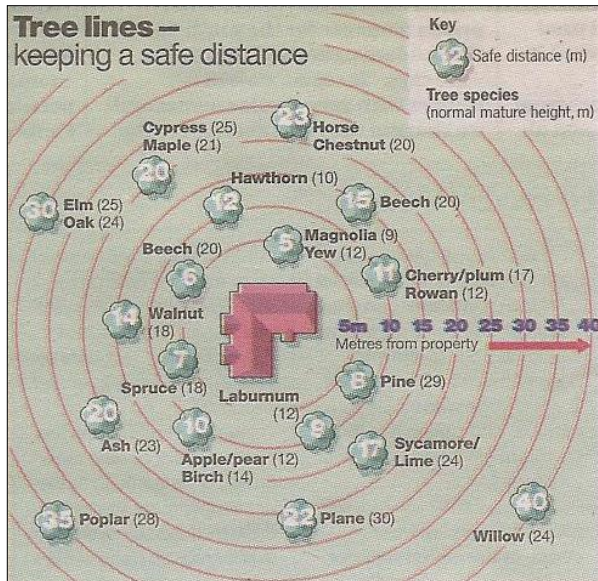 Tree lines –
keeping a safe distance
Key
12 Safe distance (m)
Tree species
(normal mature height, m)
23 Horse
Chestnut (20)
Cypress (25)
Maple (21)
20
Hawthorn (10)
12
15 Beech (20)
30 Elm (25)
Oak (24)
5 Magnolia (9)
Yew (12)
Beech (20)
6
11 Cherry/plum (17)
Rowan (12)
14 Walnut
(18)
5m 10 15 20 25 30 35 40
Metres from property
7
Spruce (18)
Laburnum
(12)
9
8 Pine (29)
20
Ash (23)
10
Apple/pear (12)
Birch (14)
17 Sycamore/
Lime (24)
35 Poplar (28)
22 Plane (30)
40
Willow (24)